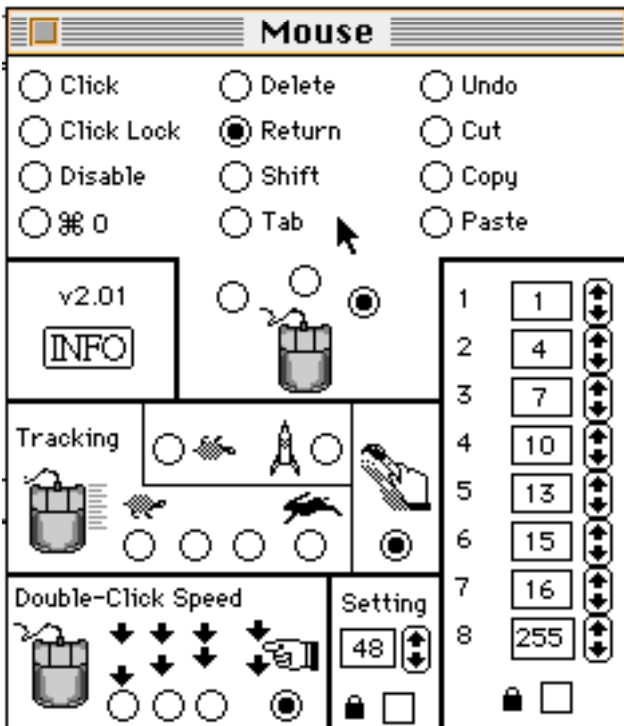 Mouse
Click
Delete
Undo
Click Lock
Return
Cut
Disable
Shift
Copy
⌘ 0
Tab
Paste
v2.01
INFO
1 1
2 4
3 7
4 10
5 13
6 15
7 16
8 255
Tracking
Double-Click Speed
Setting
48